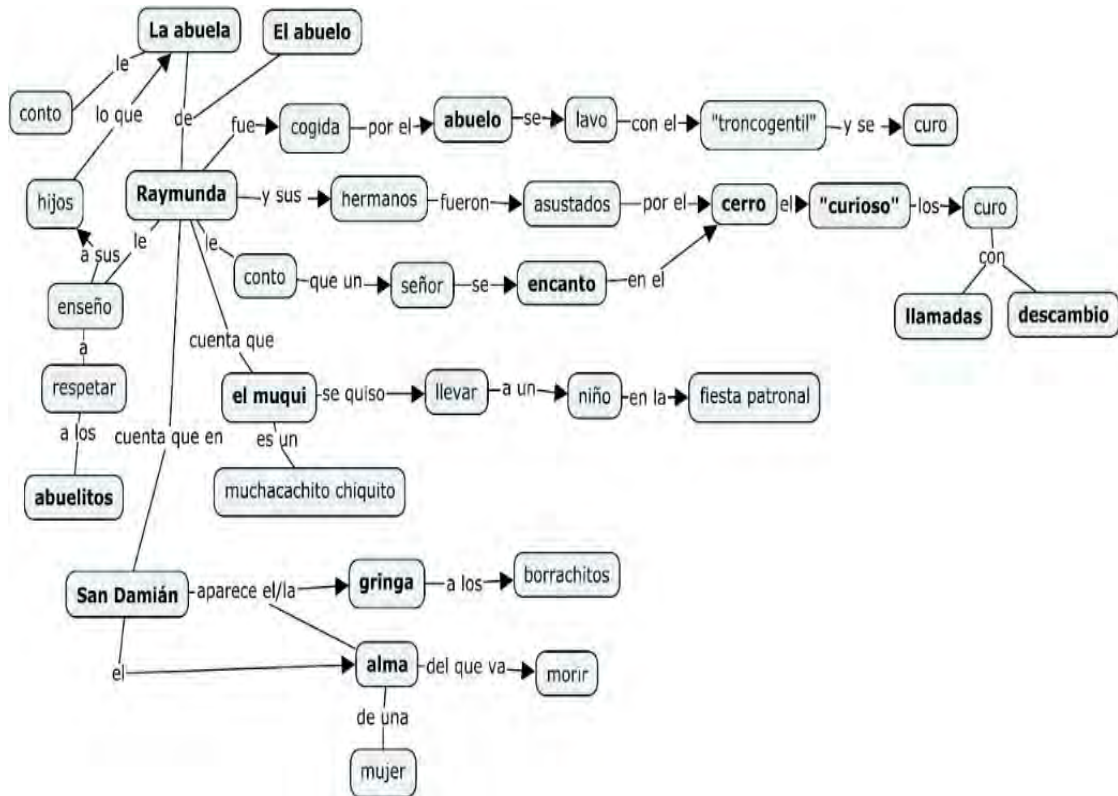 La abuela
El abuelo
le
conto
lo que
de
fue
cogida
por el
abuelo
se
lavo
con el
"troncogentil"
y se
curo
hijos
Raymunda
y sus
hermanos
fueron
asustados
por el
cerro
el
"curioso"
los
curo
a sus
le
le
conto
que un
señor
se
encanto
en el
con
enseño
llamadas
descambio
a
cuenta que
respetar
el muqui
se quiso
llevar
a un
niño
en la
fiesta patronal
a los
cuenta que en
es un
abuelitos
muchacachito chiquito
San Damián
aparece el/la
gringa
a los
borrachitos
el
alma
del que va
morir
de una
mujer